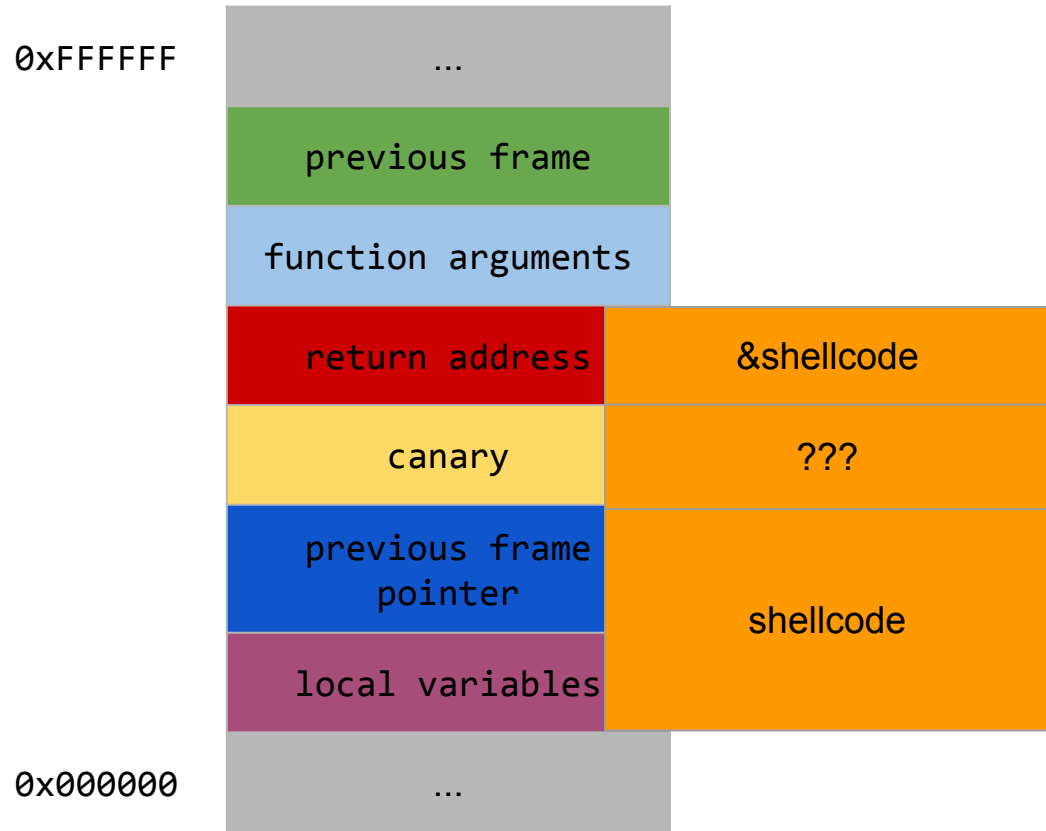 0xFFFFFF
...
previous frame
function arguments
return address
&shellcode
canary
???
previous frame
pointer
shellcode
local variables
0x000000
...